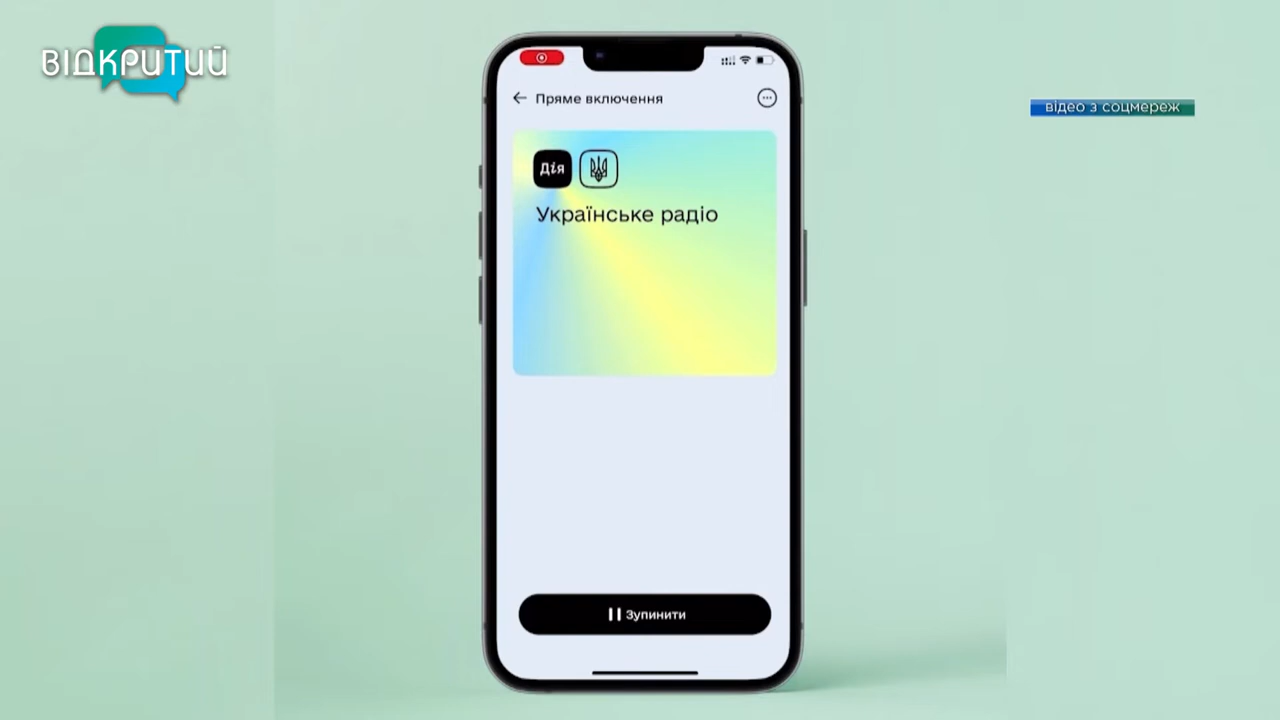 ВІДКРИТИЙ
відео з соцмереж
← Пряме включення
Дія
Українське радіо
Зупинити